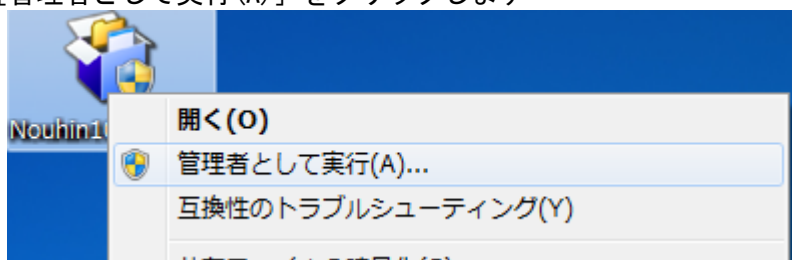 管理者として実行(A)」をクリックします
Nouhin1
開く(O)
管理者として実行(A)...
互換性のトラブルシューティング(Y)